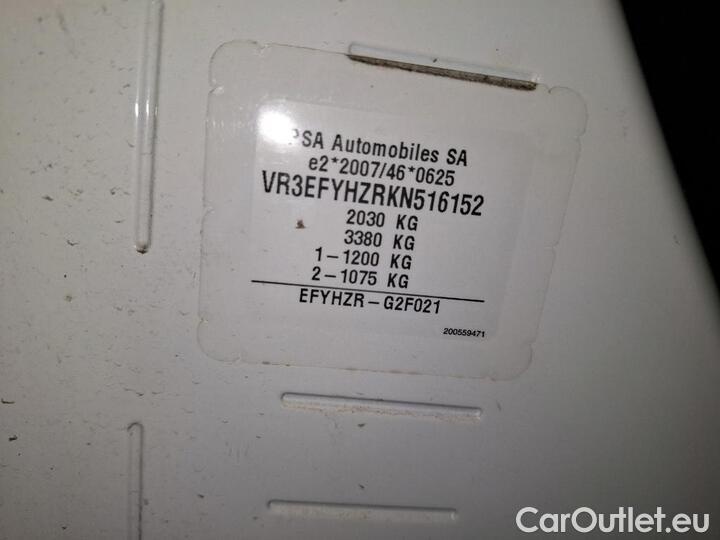 PSA Automobiles SA
e2*2007/46*0625
VR3EFYHZRKN516152
2030 KG
3380 KG
1-1200 KG
2-1075 KG
EFYHZR-G2F021
200559471
CarOutlet.eu